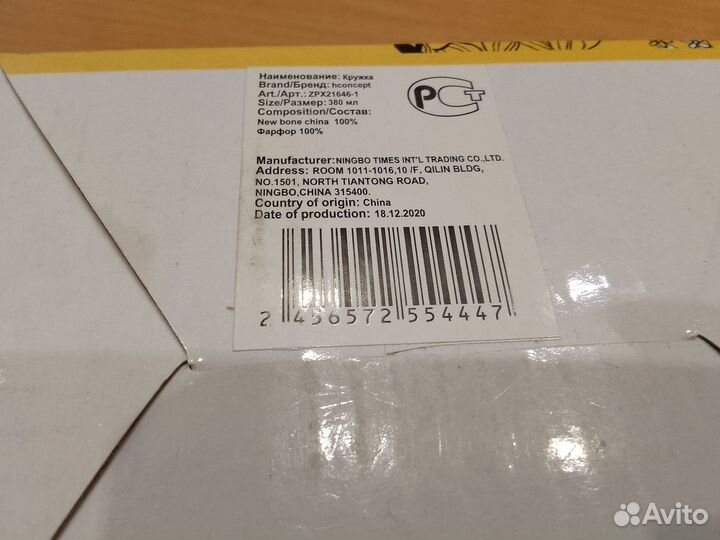 Наименование: Кружка
Brand/Бренд: hconcept
Art./Арт.: ZPX21646-1
Size/Размер: 380 мл
Composition/Состав:
New bone china 100%
Фарфор 100%
РСТ
Manufacturer:NINGBO TIMES INT'L TRADING CO.,LTD.
Address: ROOM 1011-1016,10 /F, QILIN BLDG,
NO.1501, NORTH TIANTONG ROAD,
NINGBO,CHINA 315400.
Country of origin: China
Date of production: 18.12.2020
2 456572 554447
Avito